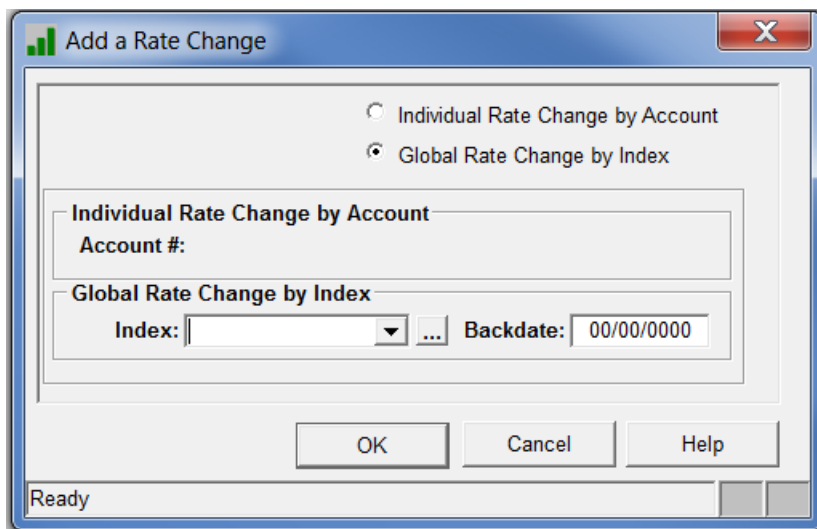 Add a Rate Change
Individual Rate Change by Account
Global Rate Change by Index
Individual Rate Change by Account
Account #:
Global Rate Change by Index
Index: ... Backdate: 00/00/0000
OK Cancel Help
Ready